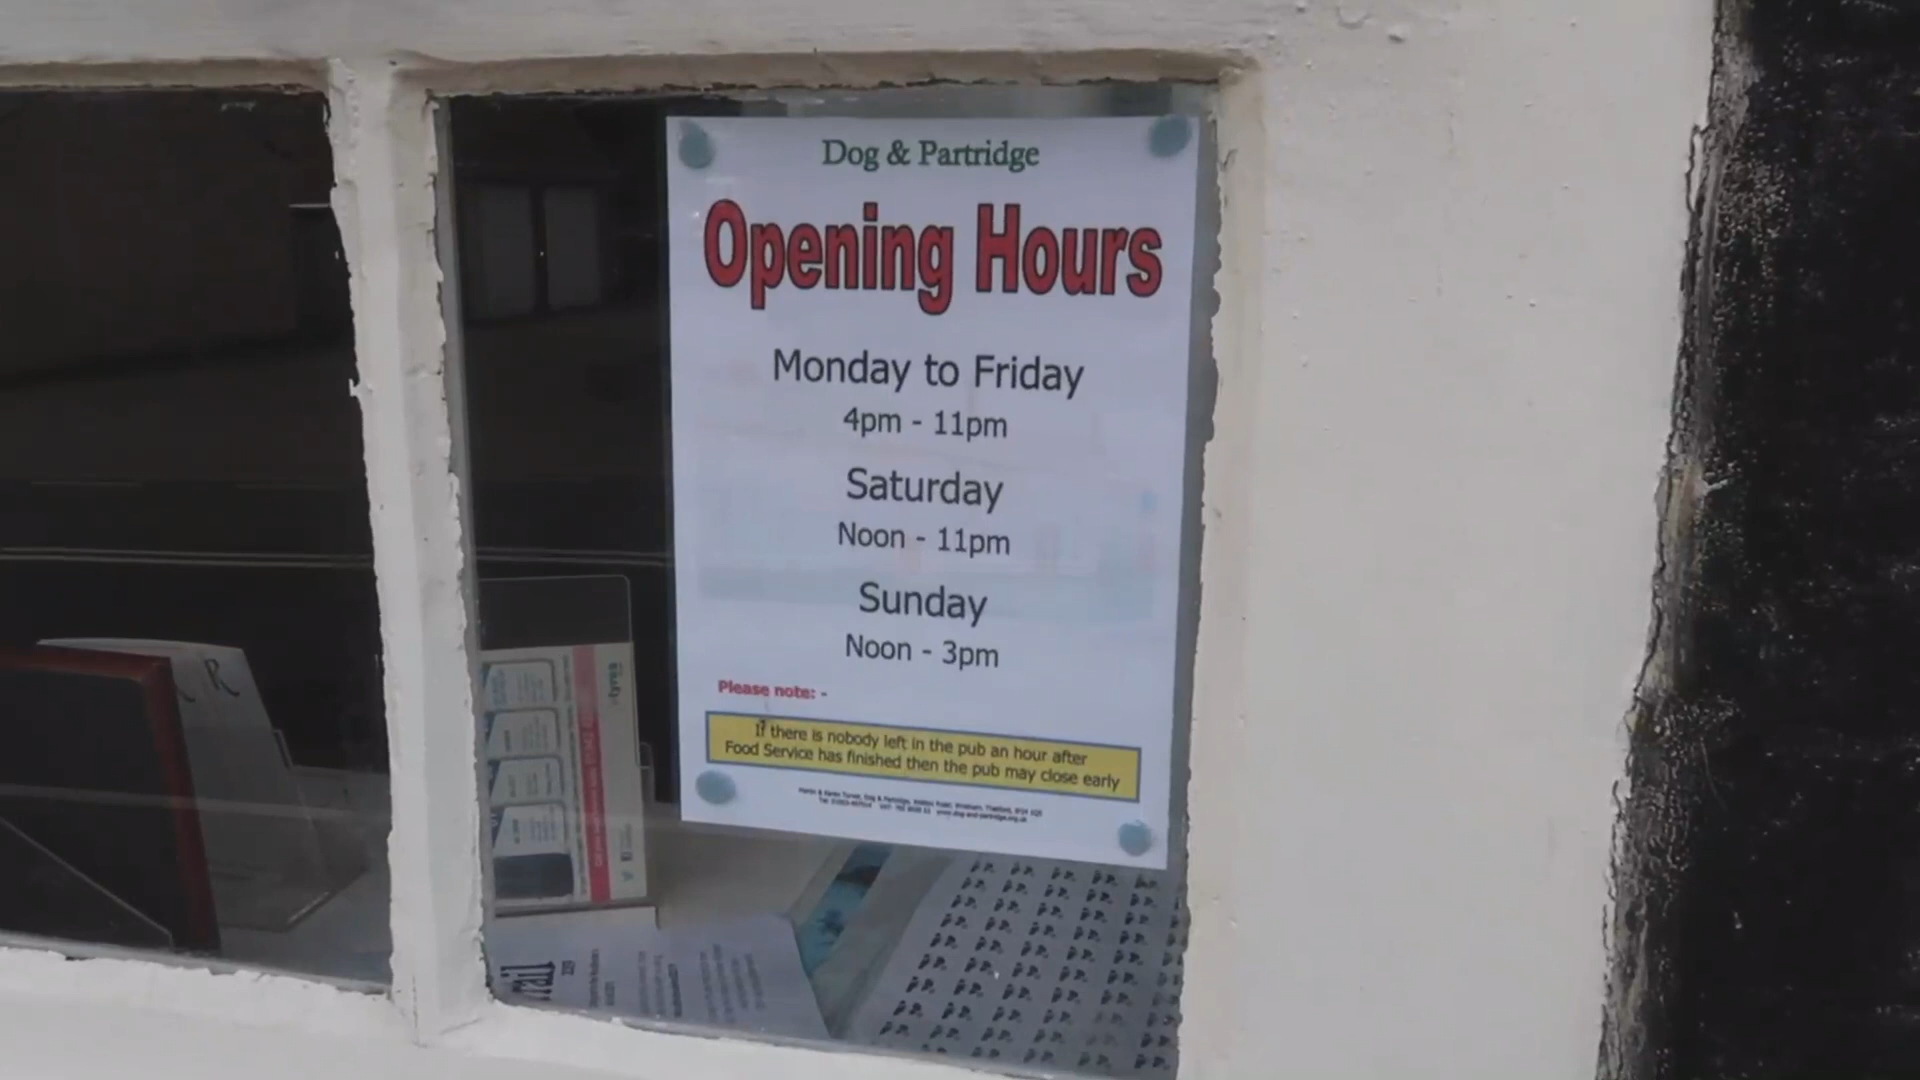 Dog & Partridge
Opening Hours
Monday to Friday
4pm - 11pm
Saturday
Noon - 11pm
Sunday
Noon - 3pm
Please note: -
If there is nobody left in the pub an hour after
Food Service has finished then the pub may close early
R
tyres
Trail